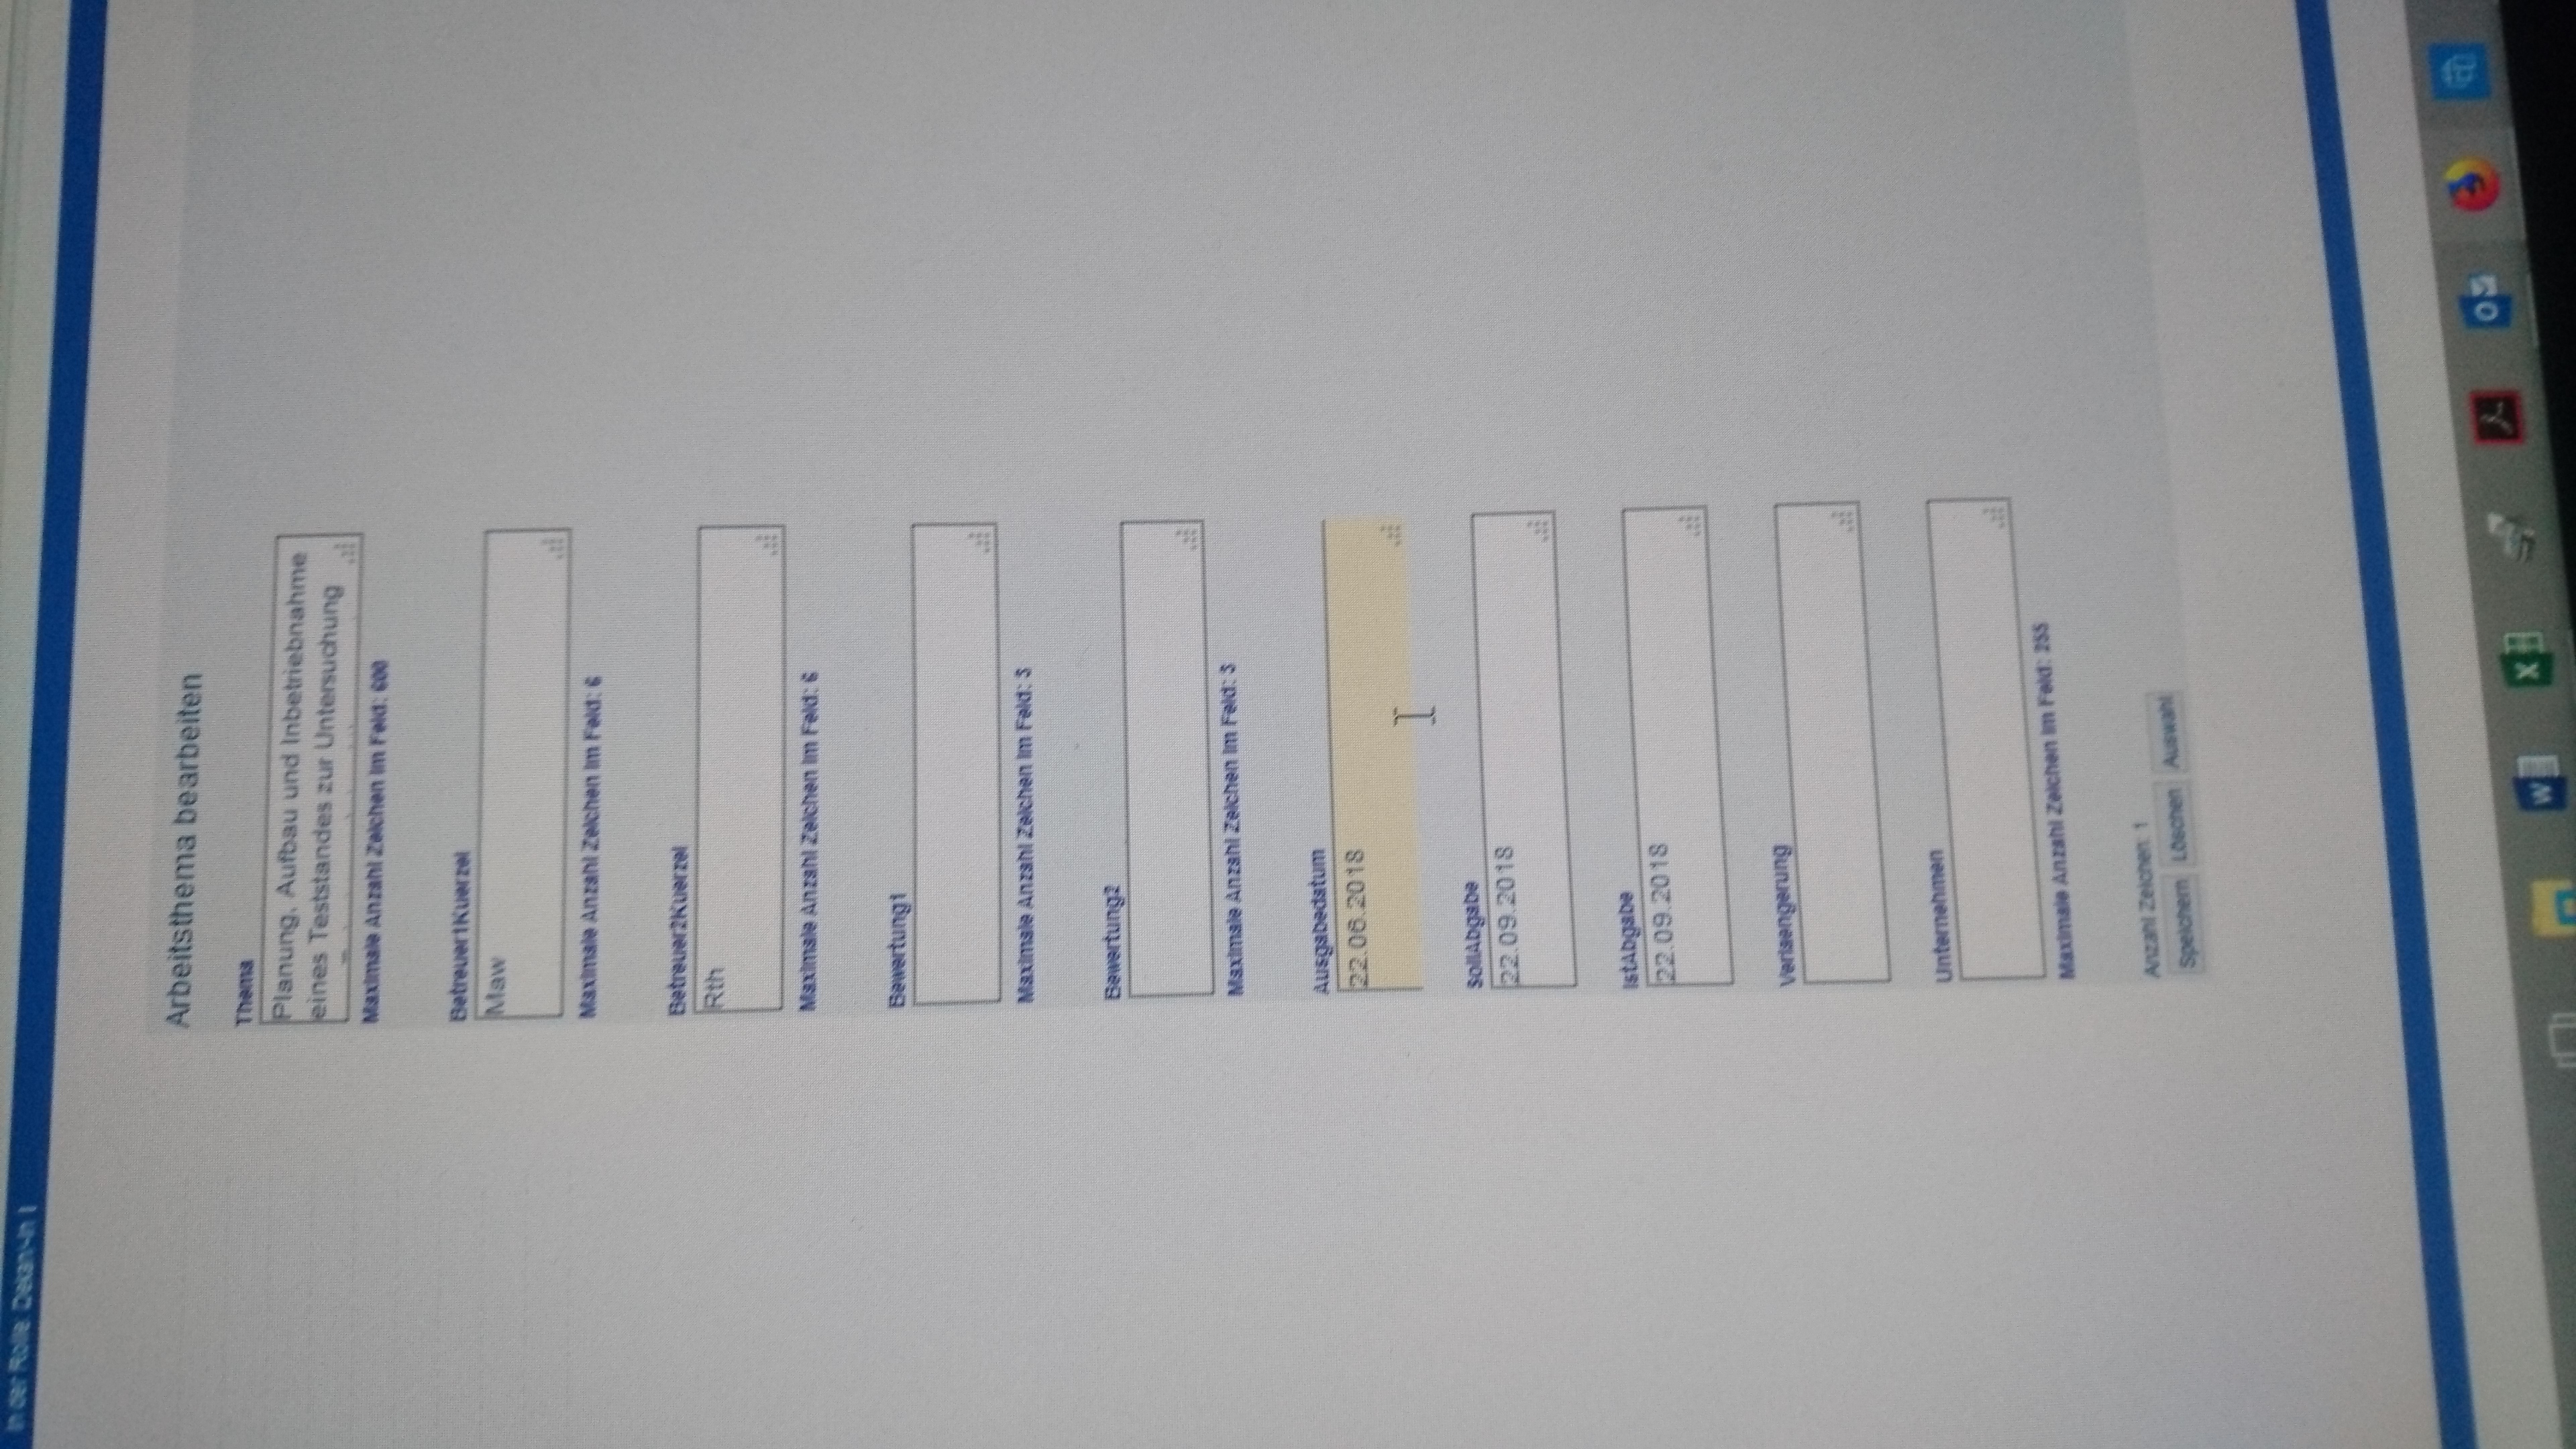 In der Rolle: Dekan/-in
Arbeitsthema bearbeiten
Thema
Planung, Aufbau und Inbetriebnahme
eines Teststandes zur Untersuchung
Maximale Anzahl Zeichen im Feld: 600
Betreuer1Kuerzel
Maw
Maximale Anzahl Zeichen im Feld: 6
Betreuer2Kuerzel
Rth
Maximale Anzahl Zeichen im Feld: 6
Bewertung1
Maximale Anzahl Zeichen im Feld: 3
Bewertung2
Maximale Anzahl Zeichen im Feld: 3
Ausgabedatum
22.06.2018
SollAbgabe
22.09.2018
IstAbgabe
22.09.2018
Verlaengerung
Unternehmen
Maximale Anzahl Zeichen im Feld: 255
Anzahl Zeichen: 1
Speichern Löschen Auswahl